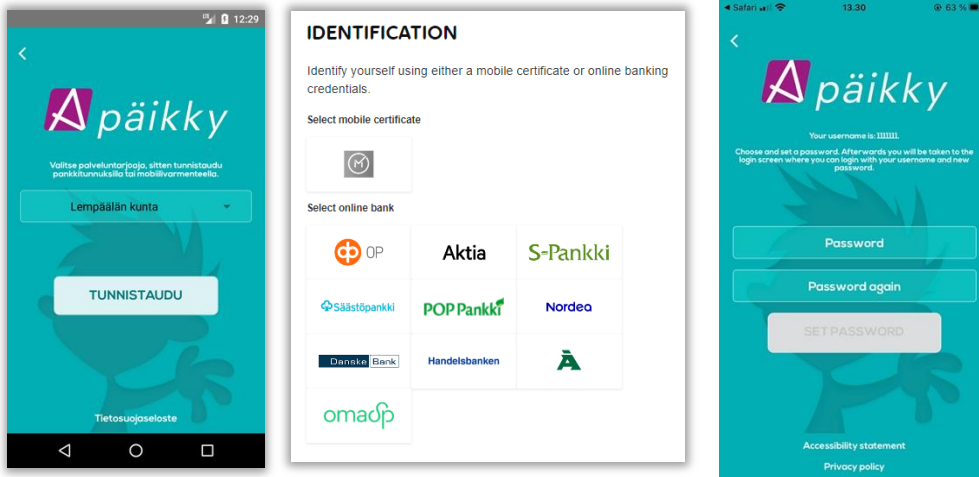 12:29
päikky
Valitse palveluntarjoaja, sitten tunnistaudu
pankkitunnuksilla tai mobiilivarmenteella.
Lempäälän kunta
TUNNISTAUDU
Tietosuojaseloste
IDENTIFICATION
Identify yourself using either a mobile certificate or online banking
credentials.
Select mobile certificate
Select online bank
OP
Aktia
S-Pankki
Säästöpankki
POP Pankki
Nordea
Danske Bank
Handelsbanken
Å
omasp
Safari
13.30
63 %
päikky
Your username is: 1111111.
Choose and set a password. Afterwards you will be taken to the
login screen where you can login with your username and new
password.
Password
Password again
SET PASSWORD
Accessibility statement
Privacy policy